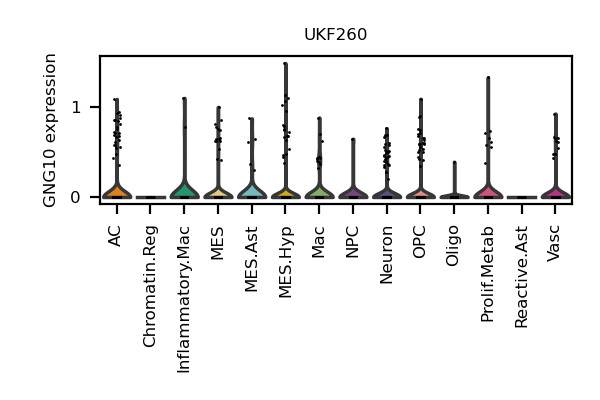 UKF260
GNG10 expression
1
0
AC
Chromatin.Reg
Inflammatory.Mac
MES
MES.Ast
MES.Hyp
Mac
NPC
Neuron
OPC
Oligo
Prolif.Metab
Reactive.Ast
Vasc